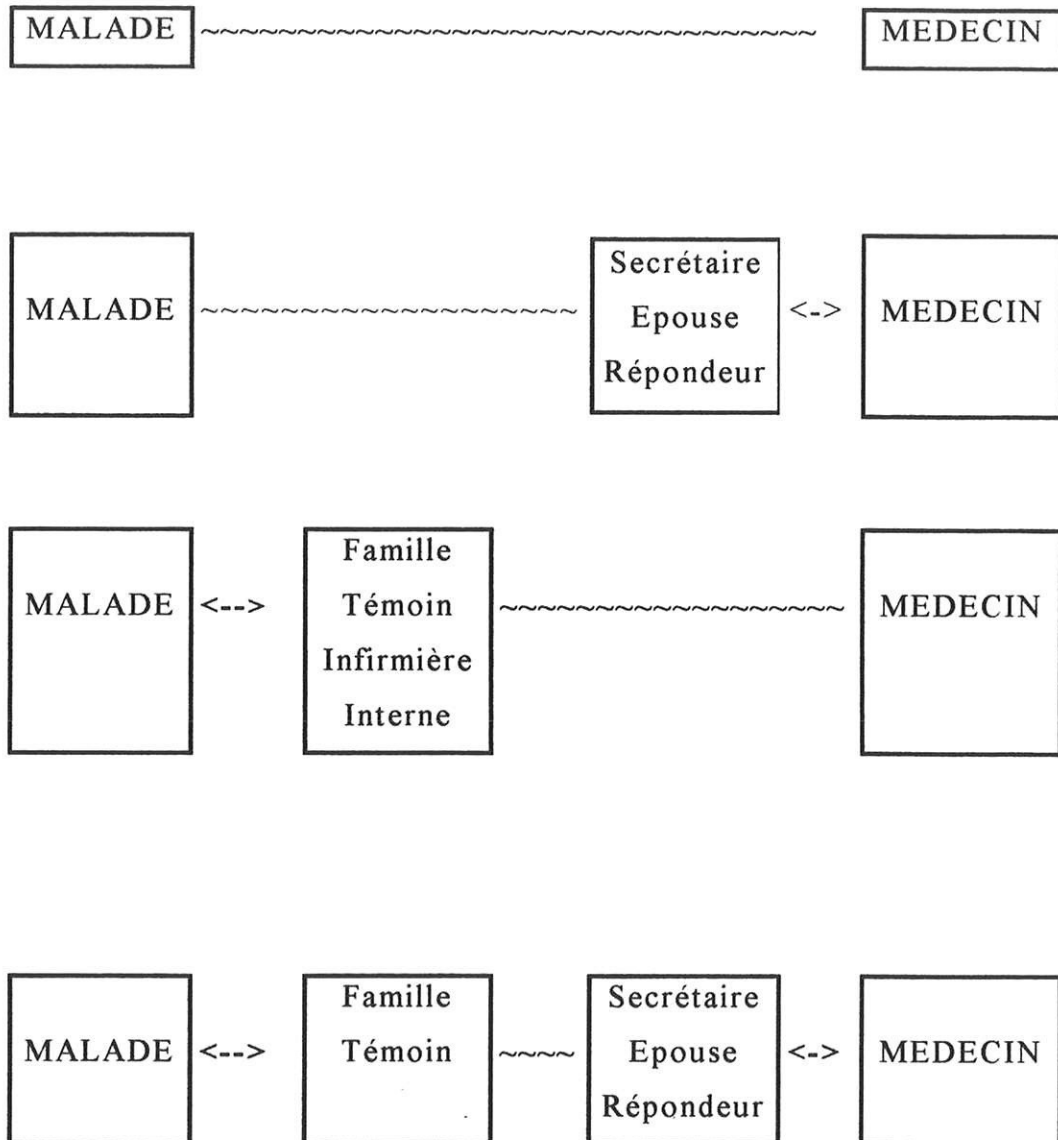 MALADE ~~~~~~~~~~~~~~~~~~~~~~~~~~~~~~~~ MEDECIN
Secrétaire
MALADE ~~~~~~~~~~~~~~~~~~~ Epouse <-> MEDECIN
Répondeur
Famille
MALADE <--> Témoin ~~~~~~~~~~~~~~~~~~ MEDECIN
Infirmière
Interne
Famille Secrétaire
MALADE <--> Témoin ~~~~ Epouse <-> MEDECIN
Répondeur